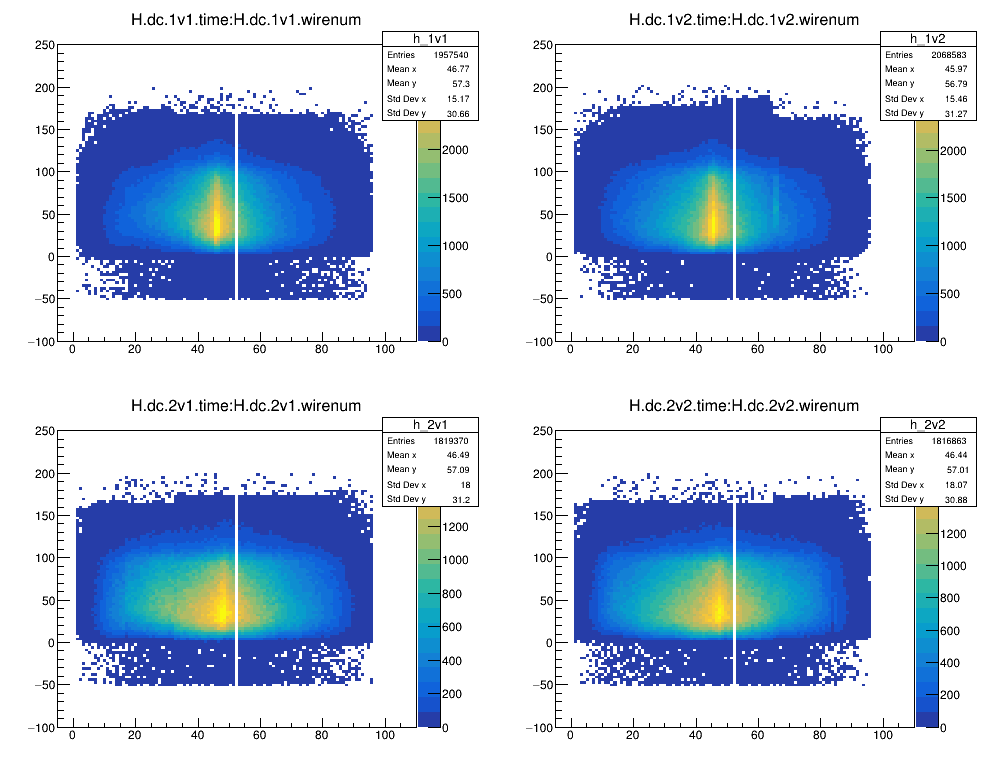 H.dc.1v1.time:H.dc.1v1.wirenum
h_1v1
Entries 1957540
Mean x 46.77
Mean y 57.3
Std Dev x 15.17
Std Dev y 30.66
250
200
150
100
50
0
−50
−100
0 20 40 60 80 100
2000
1500
1000
500
0
H.dc.1v2.time:H.dc.1v2.wirenum
h_1v2
Entries 2068583
Mean x 45.97
Mean y 56.79
Std Dev x 15.46
Std Dev y 31.27
250
200
150
100
50
0
−50
−100
0 20 40 60 80 100
2000
1500
1000
500
0
H.dc.2v1.time:H.dc.2v1.wirenum
h_2v1
Entries 1819370
Mean x 46.49
Mean y 57.09
Std Dev x 18
Std Dev y 31.2
250
200
150
100
50
0
−50
−100
0 20 40 60 80 100
1200
1000
800
600
400
200
0
H.dc.2v2.time:H.dc.2v2.wirenum
h_2v2
Entries 1816863
Mean x 46.44
Mean y 57.01
Std Dev x 18.07
Std Dev y 30.88
250
200
150
100
50
0
−50
−100
0 20 40 60 80 100
1200
1000
800
600
400
200
0